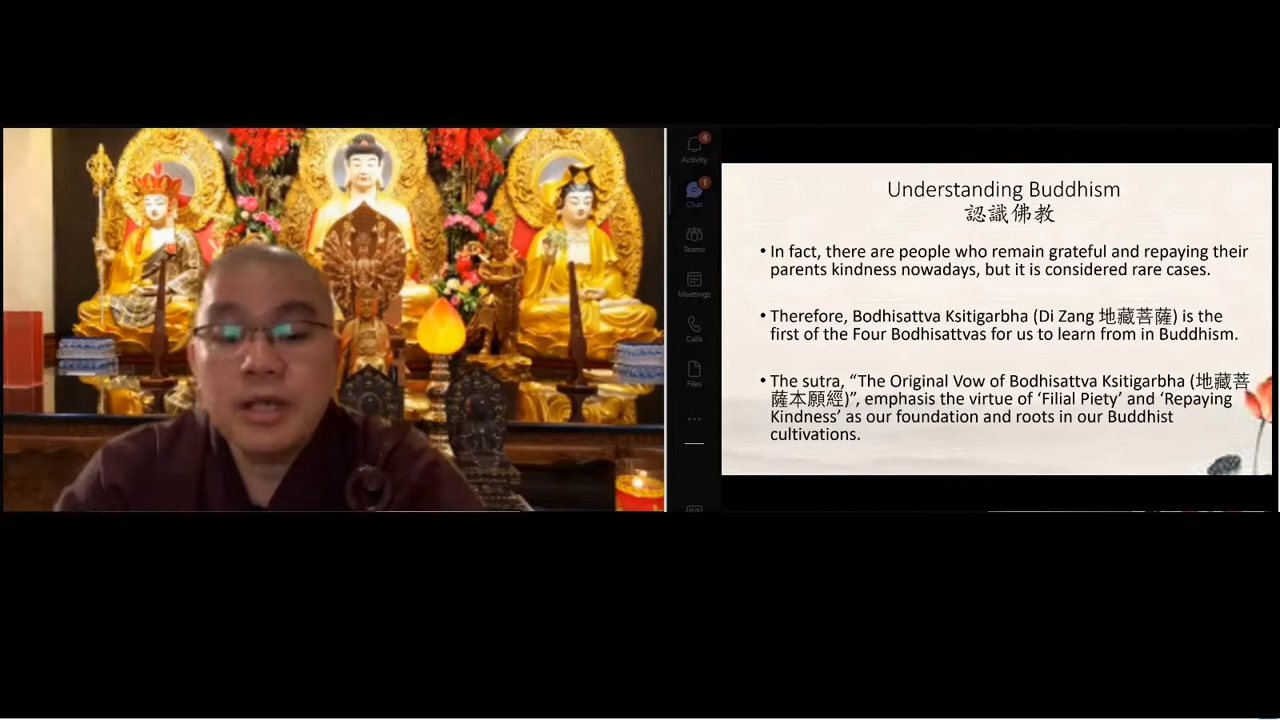 4
Activity
1
Chat
Teams
Meetings
Calls
Files
Understanding Buddhism
認識佛教
• In fact, there are people who remain grateful and repaying their
parents kindness nowadays, but it is considered rare cases.
• Therefore, Bodhisattva Ksitigarbha (Di Zang 地藏菩薩) is the
first of the Four Bodhisattvas for us to learn from in Buddhism.
• The sutra, “The Original Vow of Bodhisattva Ksitigarbha (地藏菩
薩本願經)”, emphasis the virtue of ‘Filial Piety’ and ‘Repaying
Kindness’ as our foundation and roots in our Buddhist
cultivations.